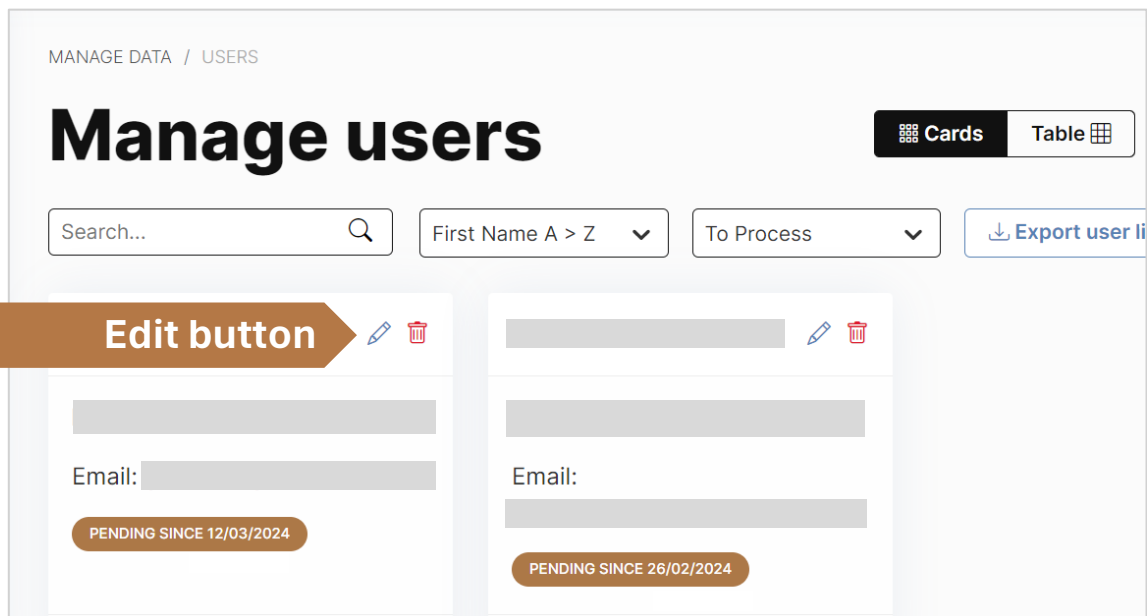 MANAGE DATA / USERS
Manage users
Cards
Table
Search...
First Name A > Z
To Process
Export user li
Edit button
Email:
PENDING SINCE 12/03/2024
Email:
PENDING SINCE 26/02/2024